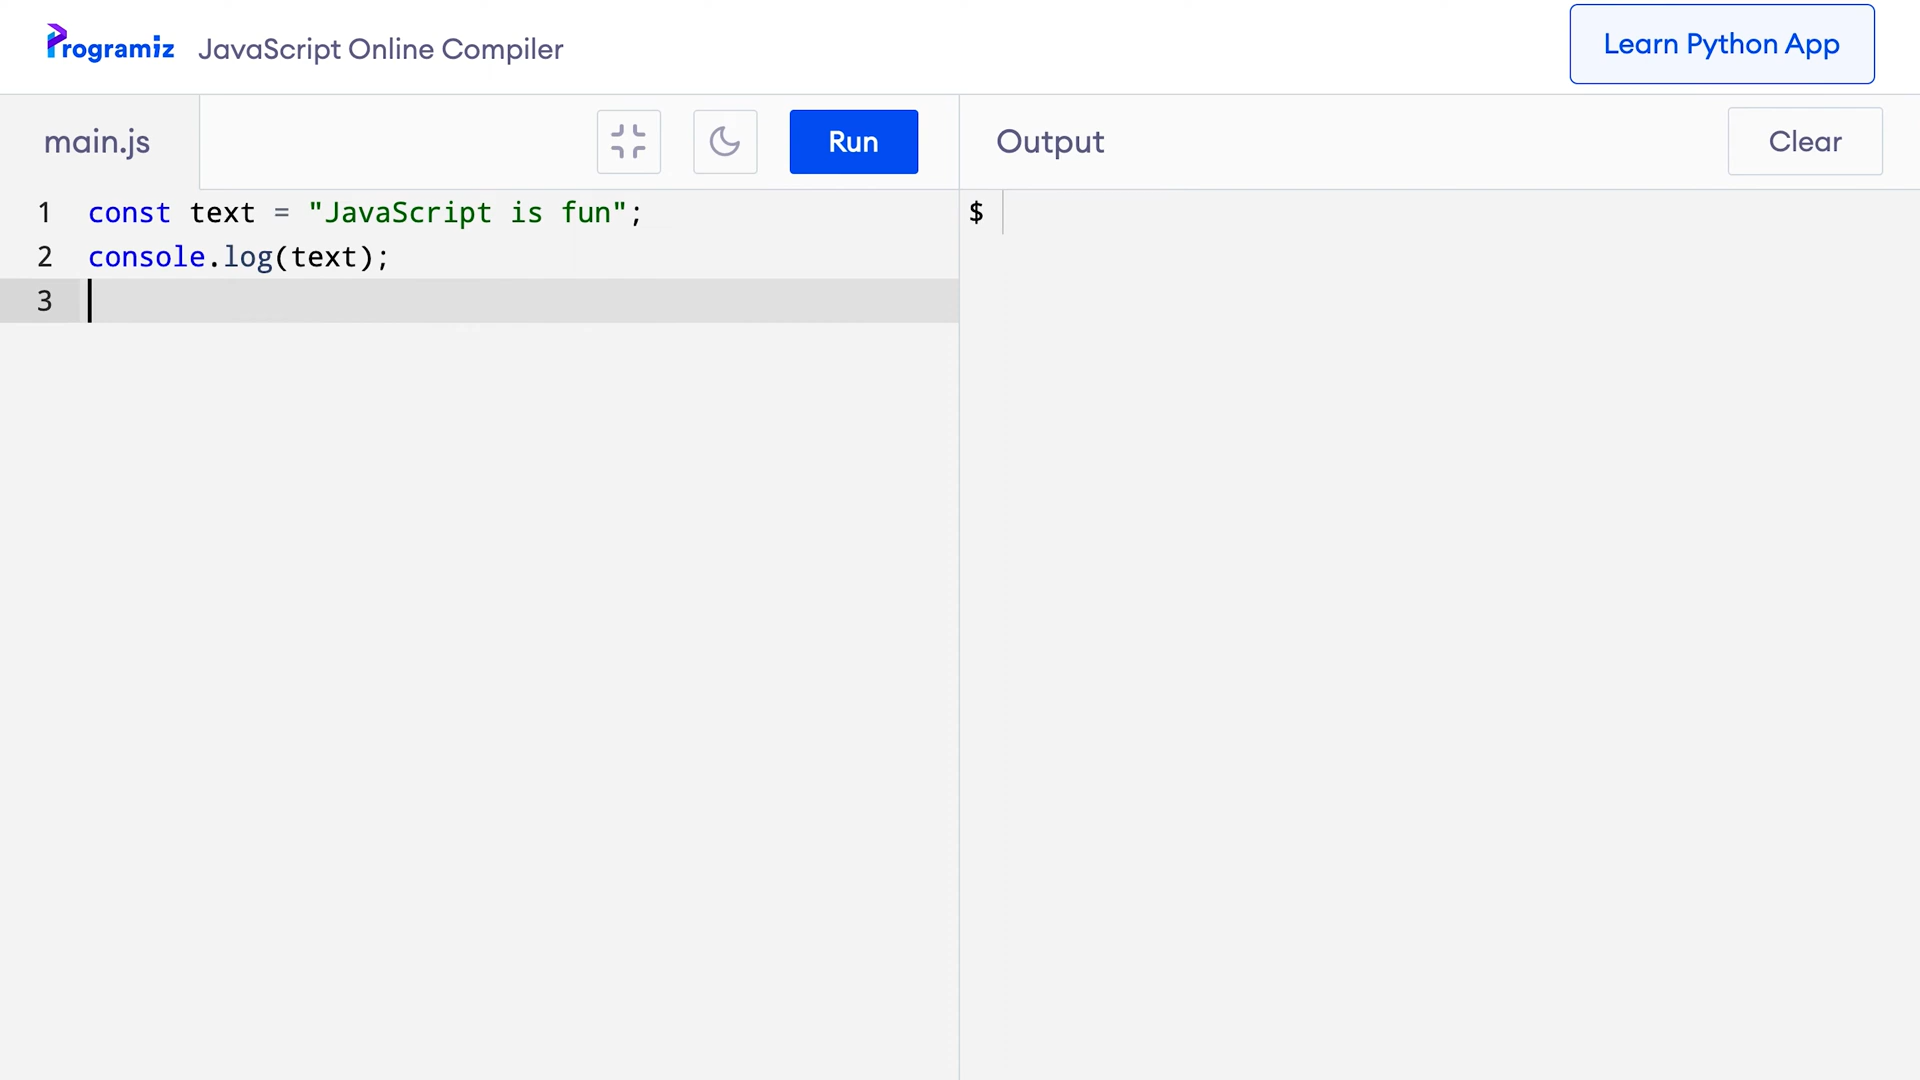 Programiz JavaScript Online Compiler
Learn Python App
main.js
Run
Output
Clear
1 const text = "JavaScript is fun";
2 console.log(text);
3
$